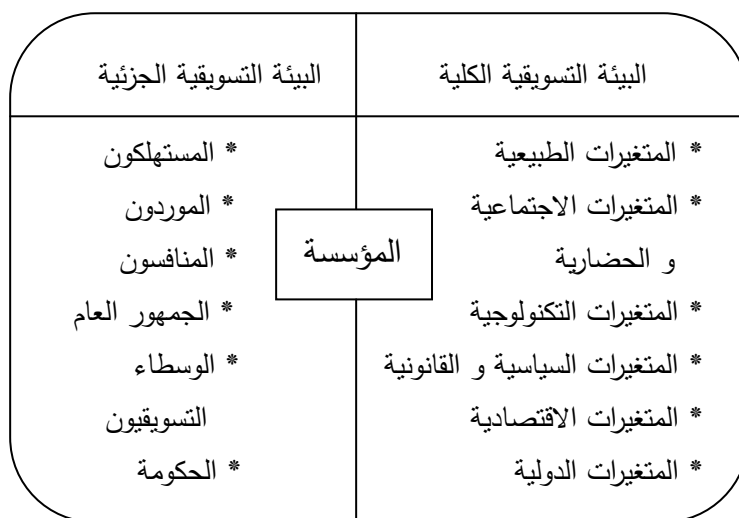 البيئة التسويقية الكلية
* المتغيرات الطبيعية
* المتغيرات الاجتماعية
و الحضارية
* المتغيرات التكنولوجية
* المتغيرات السياسية و القانونية
* المتغيرات الاقتصادية
* المتغيرات الدولية
المؤسسة
البيئة التسويقية الجزئية
* المستهلكون
* الموردون
* المنافسون
* الجمهور العام
* الوسطاء
التسويقيون
* الحكومة